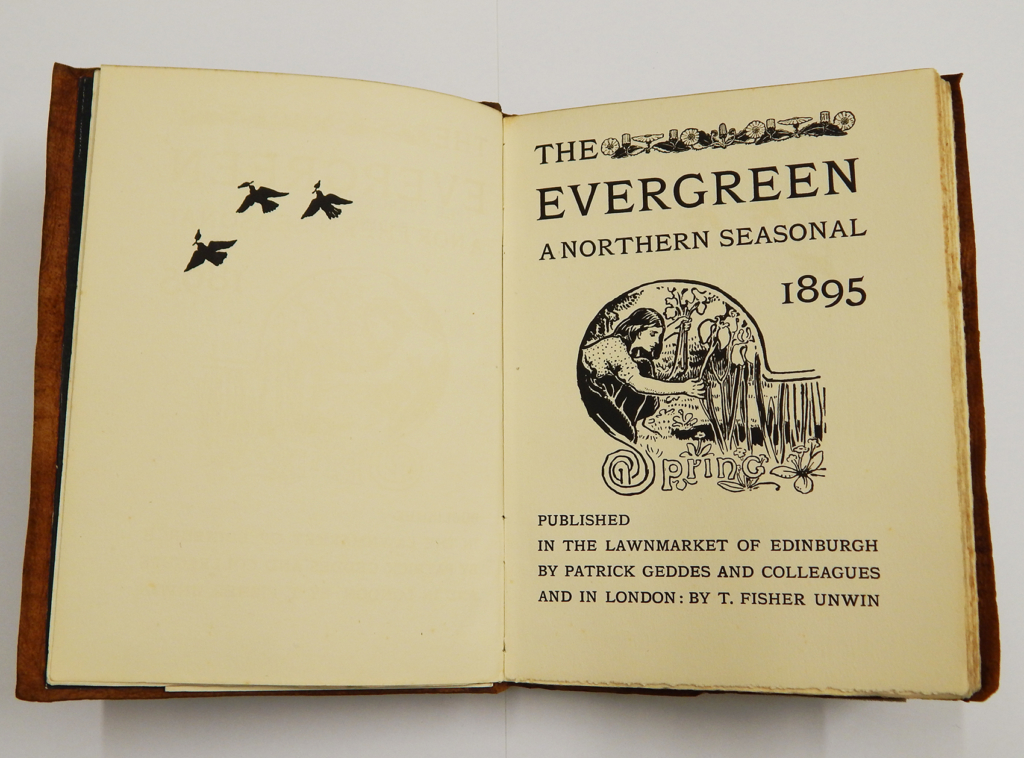 THE
EVERGREEN
A NORTHERN SEASONAL
1895
Spring
PUBLISHED
IN THE LAWNMARKET OF EDINBURGH
BY PATRICK GEDDES AND COLLEAGUES
AND IN LONDON: BY T. FISHER UNWIN